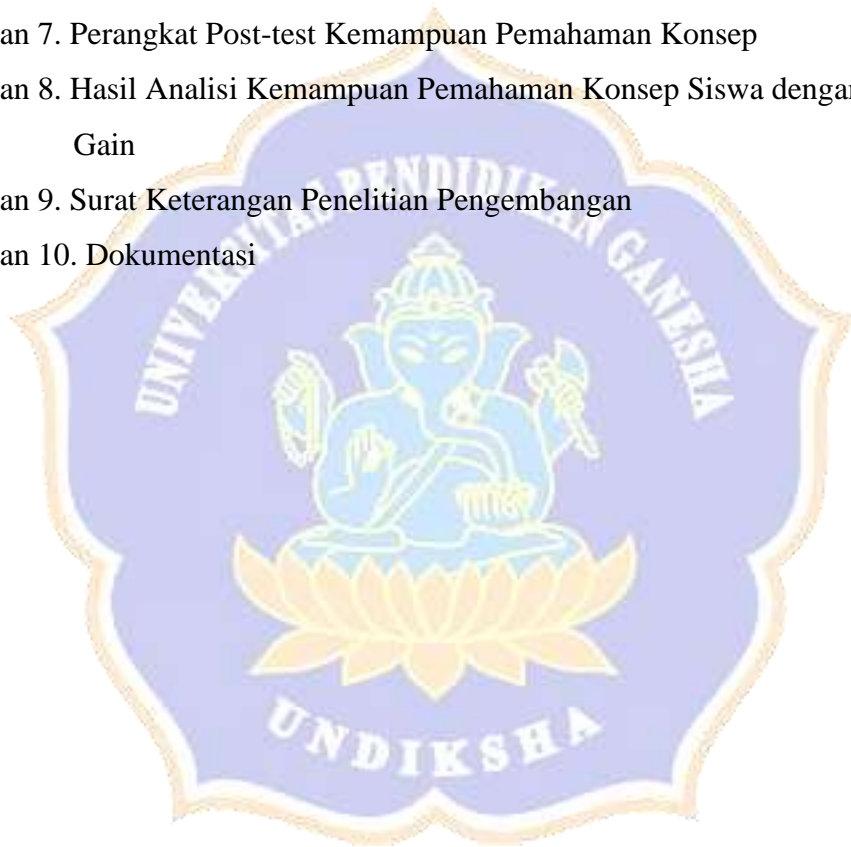 an 7. Perangkat Post-test Kemampuan Pemahaman Konsep
an 8. Hasil Analisi Kemampuan Pemahaman Konsep Siswa dengan
Gain
an 9. Surat Keterangan Penelitian Pengembangan
an 10. Dokumentasi
UNIVERSITAS PENDIDIKAN GANESHA
UNDIKSHA